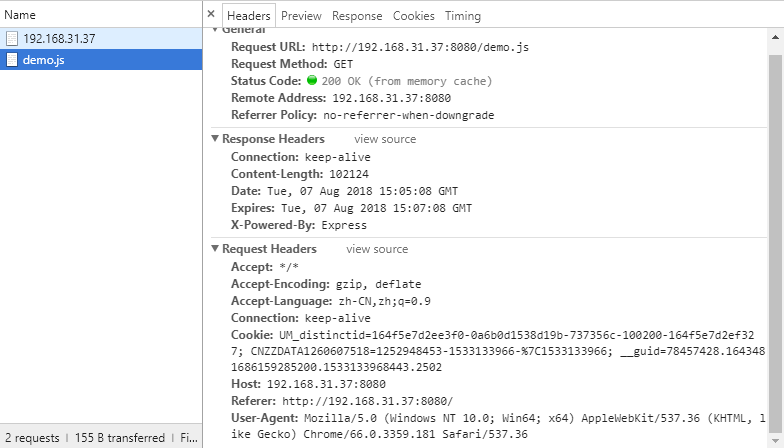 Name
192.168.31.37
demo.js
2 requests | 155 B transferred | Fi...
× Headers Preview Response Cookies Timing
General
Request URL: http://192.168.31.37:8080/demo.js
Request Method: GET
Status Code: 200 OK (from memory cache)
Remote Address: 192.168.31.37:8080
Referrer Policy: no-referrer-when-downgrade
Response Headers view source
Connection: keep-alive
Content-Length: 102124
Date: Tue, 07 Aug 2018 15:05:08 GMT
Expires: Tue, 07 Aug 2018 15:07:08 GMT
X-Powered-By: Express
Request Headers view source
Accept: */*
Accept-Encoding: gzip, deflate
Accept-Language: zh-CN,zh;q=0.9
Connection: keep-alive
Cookie: UM_distinctid=164f5e7d2ee3f0-0a6b0d1538d19b-737356c-100200-164f5e7d2ef32
7; CNZZDATA1260607518=1252948453-1533133966-%7C1533133966; __guid=78457428.164348
1686159285200.1533133968443.2502
Host: 192.168.31.37:8080
Referer: http://192.168.31.37:8080/
User-Agent: Mozilla/5.0 (Windows NT 10.0; Win64; x64) AppleWebKit/537.36 (KHTML, l
ike Gecko) Chrome/66.0.3359.181 Safari/537.36